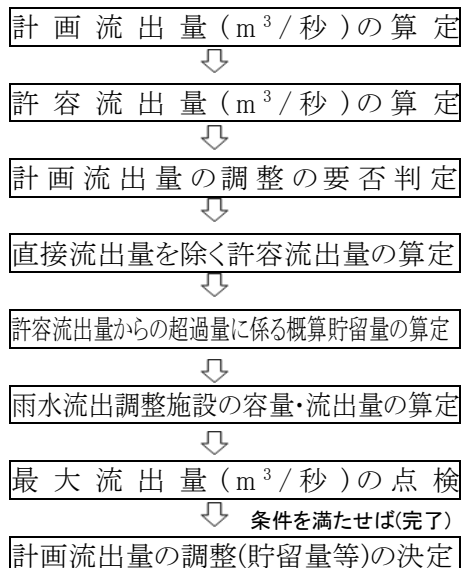 計画流出量(m³/秒)の算定
許容流出量(m³/秒)の算定
計画流出量の調整の要否判定
直接流出量を除く許容流出量の算定
許容流出量からの超過量に係る概算貯留量の算定
雨水流出調整施設の容量・流出量の算定
最大流出量(m³/秒)の点検
条件を満たせば(完了)
計画流出量の調整(貯留量等)の決定